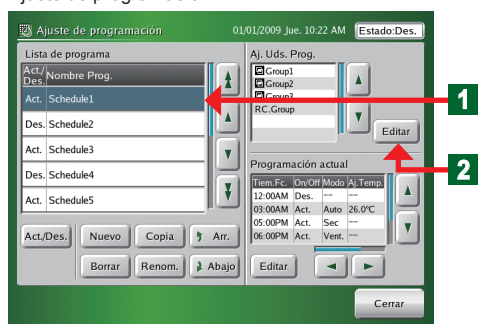 Ajuste de programación 01/01/2009 Jue. 10:22 AM Estado:Des.
Lista de programa
Act./Des. Nombre Prog.
Act. Schedule1
Des. Schedule2
Act. Schedule3
Des. Schedule4
Act. Schedule5
Act./Des. Nuevo Copia Arr.
Borrar Renom. Abajo
Aj. Uds. Prog.
Group1
Group2
Group3
RC.Group
Editar
Programación actual
Tiem.Fc. On/Off Modo Aj.Temp.
12:00AM Des. -- --
03:00AM Act. Auto 26.0°C
05:00PM Act. Sec --
06:00PM Act. Vent. --
Editar
Cerrar
1
2